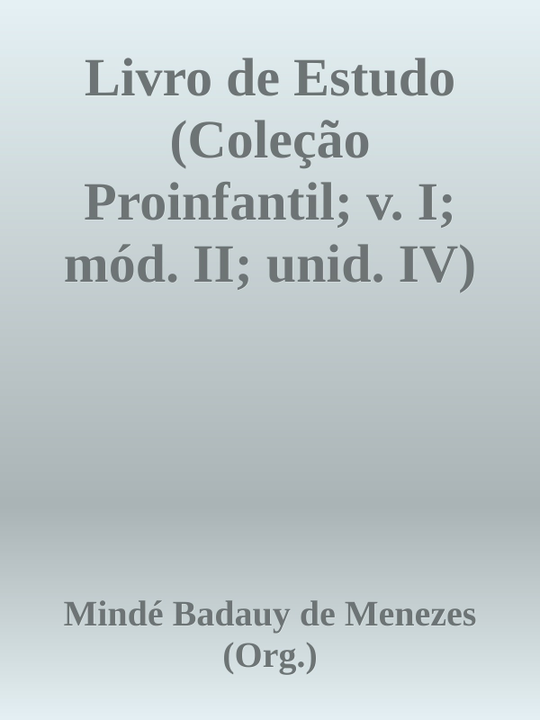 Livro de Estudo
(Coleção
Proinfantil; v. I;
mód. II; unid. IV)
Mindé Badauy de Menezes
(Org.)